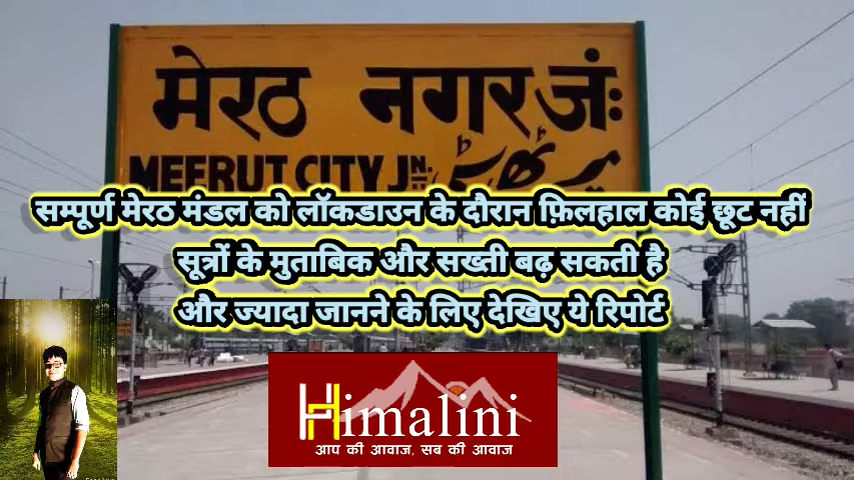 मेरठ नगर जं:
MEERUT CITY JN.
सम्पूर्ण मेरठ मंडल को लॉकडाउन के दौरान फ़िलहाल कोई छूट नहीं
सूत्रों के मुताबिक और सख्ती बढ़ सकती है
और ज्यादा जानने के लिए देखिए ये रिपोर्ट
Himalini
आप की आवाज, सब की आवाज